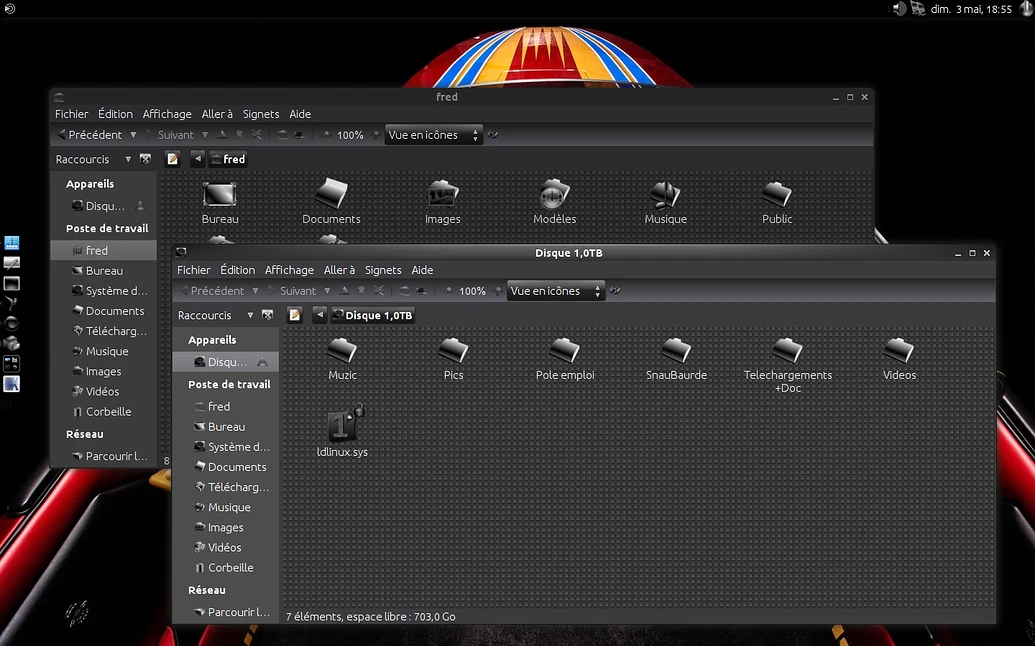 dim. 3 mai, 18:55
fred
Fichier Édition Affichage Aller à Signets Aide
Précédent Suivant 100% Vue en icônes
Raccourcis fred
Appareils
Disqu...
Poste de travail
fred
Bureau
Système d...
Documents
Télécharg...
Musique
Images
Vidéos
Corbeille
Réseau
Parcourir l...
Bureau Documents Images Modèles Musique Public
8
Disque 1,0TB
Fichier Édition Affichage Aller à Signets Aide
Précédent Suivant 100% Vue en icônes
Raccourcis Disque 1,0TB
Appareils
Disqu...
Poste de travail
fred
Bureau
Système d...
Documents
Télécharg...
Musique
Images
Vidéos
Corbeille
Réseau
Parcourir l...
Muzic Pics Pole emploi SnauBaurde Telechargements Videos
+Doc
1
ldlinux.sys
7 éléments, espace libre : 703,0 Go